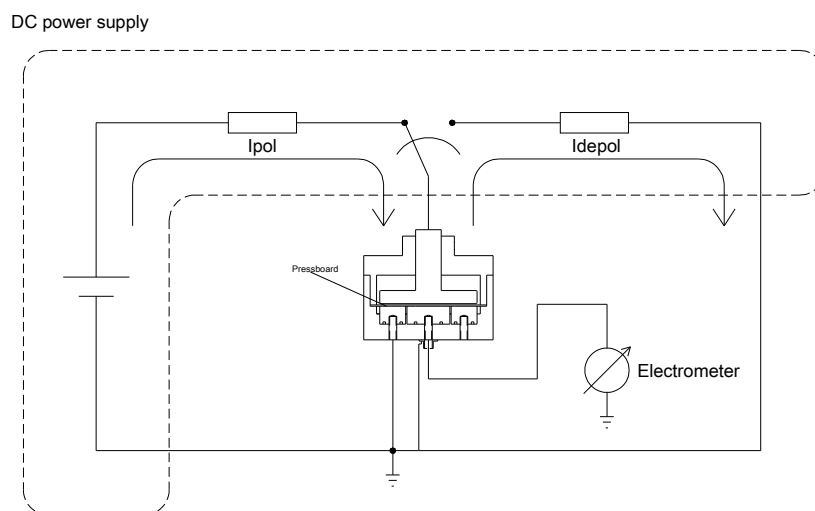 DC power supply
Ipol
Idepol
Pressboard
Electrometer